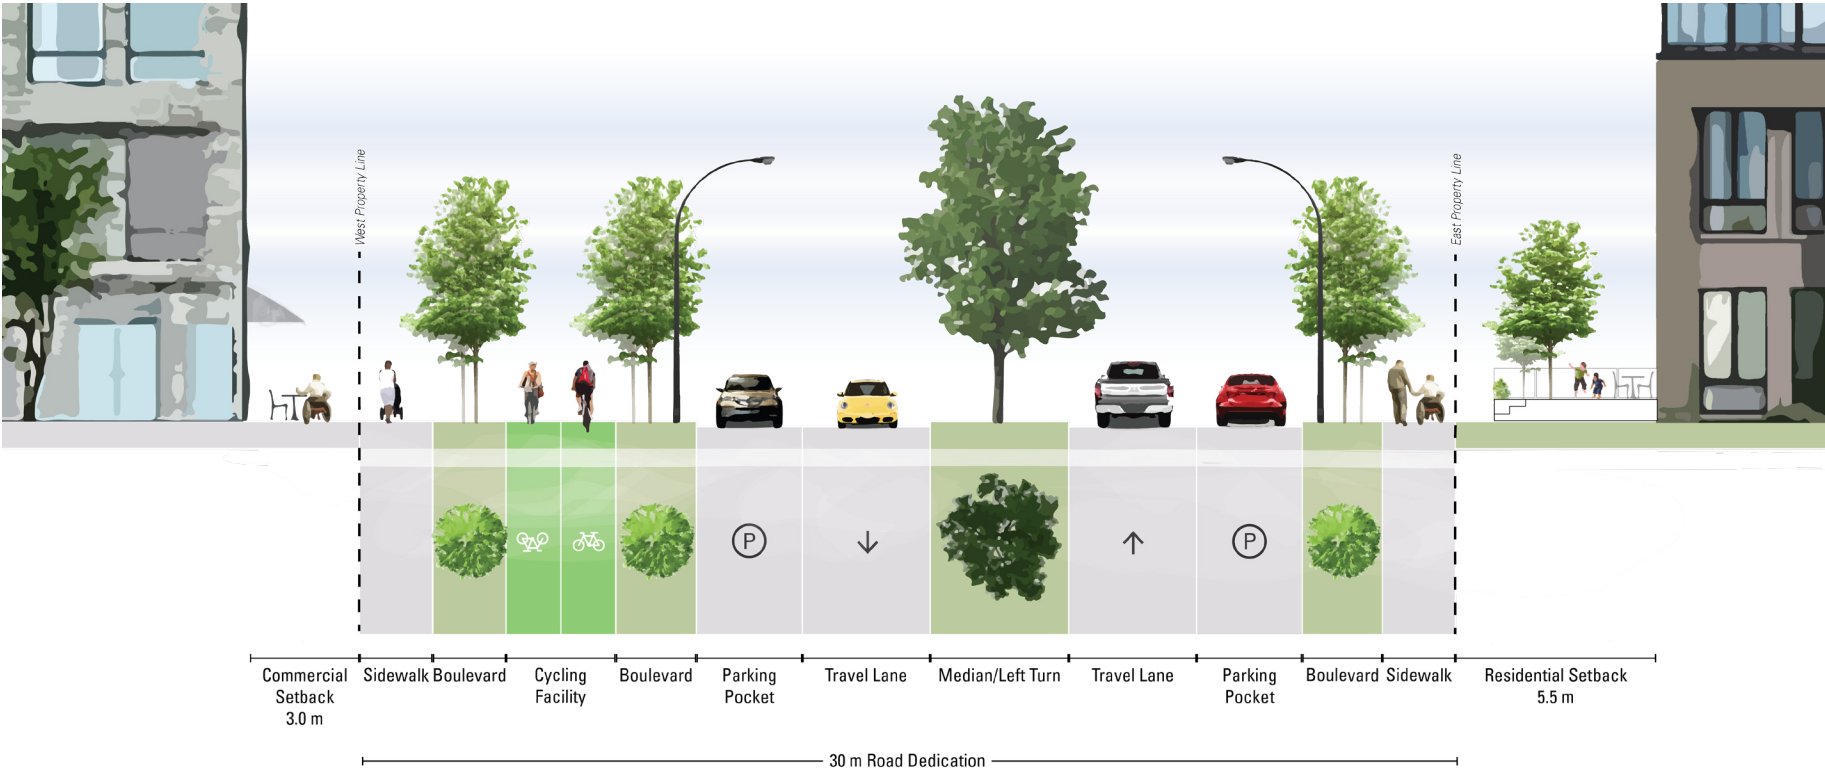 West Property Line
East Property Line
P
P
Commercial
Setback
3.0 m
Sidewalk
Boulevard
Cycling
Facility
Boulevard
Parking
Pocket
Travel Lane
Median/Left Turn
Travel Lane
Parking
Pocket
Boulevard
Sidewalk
Residential Setback
5.5 m
30 m Road Dedication